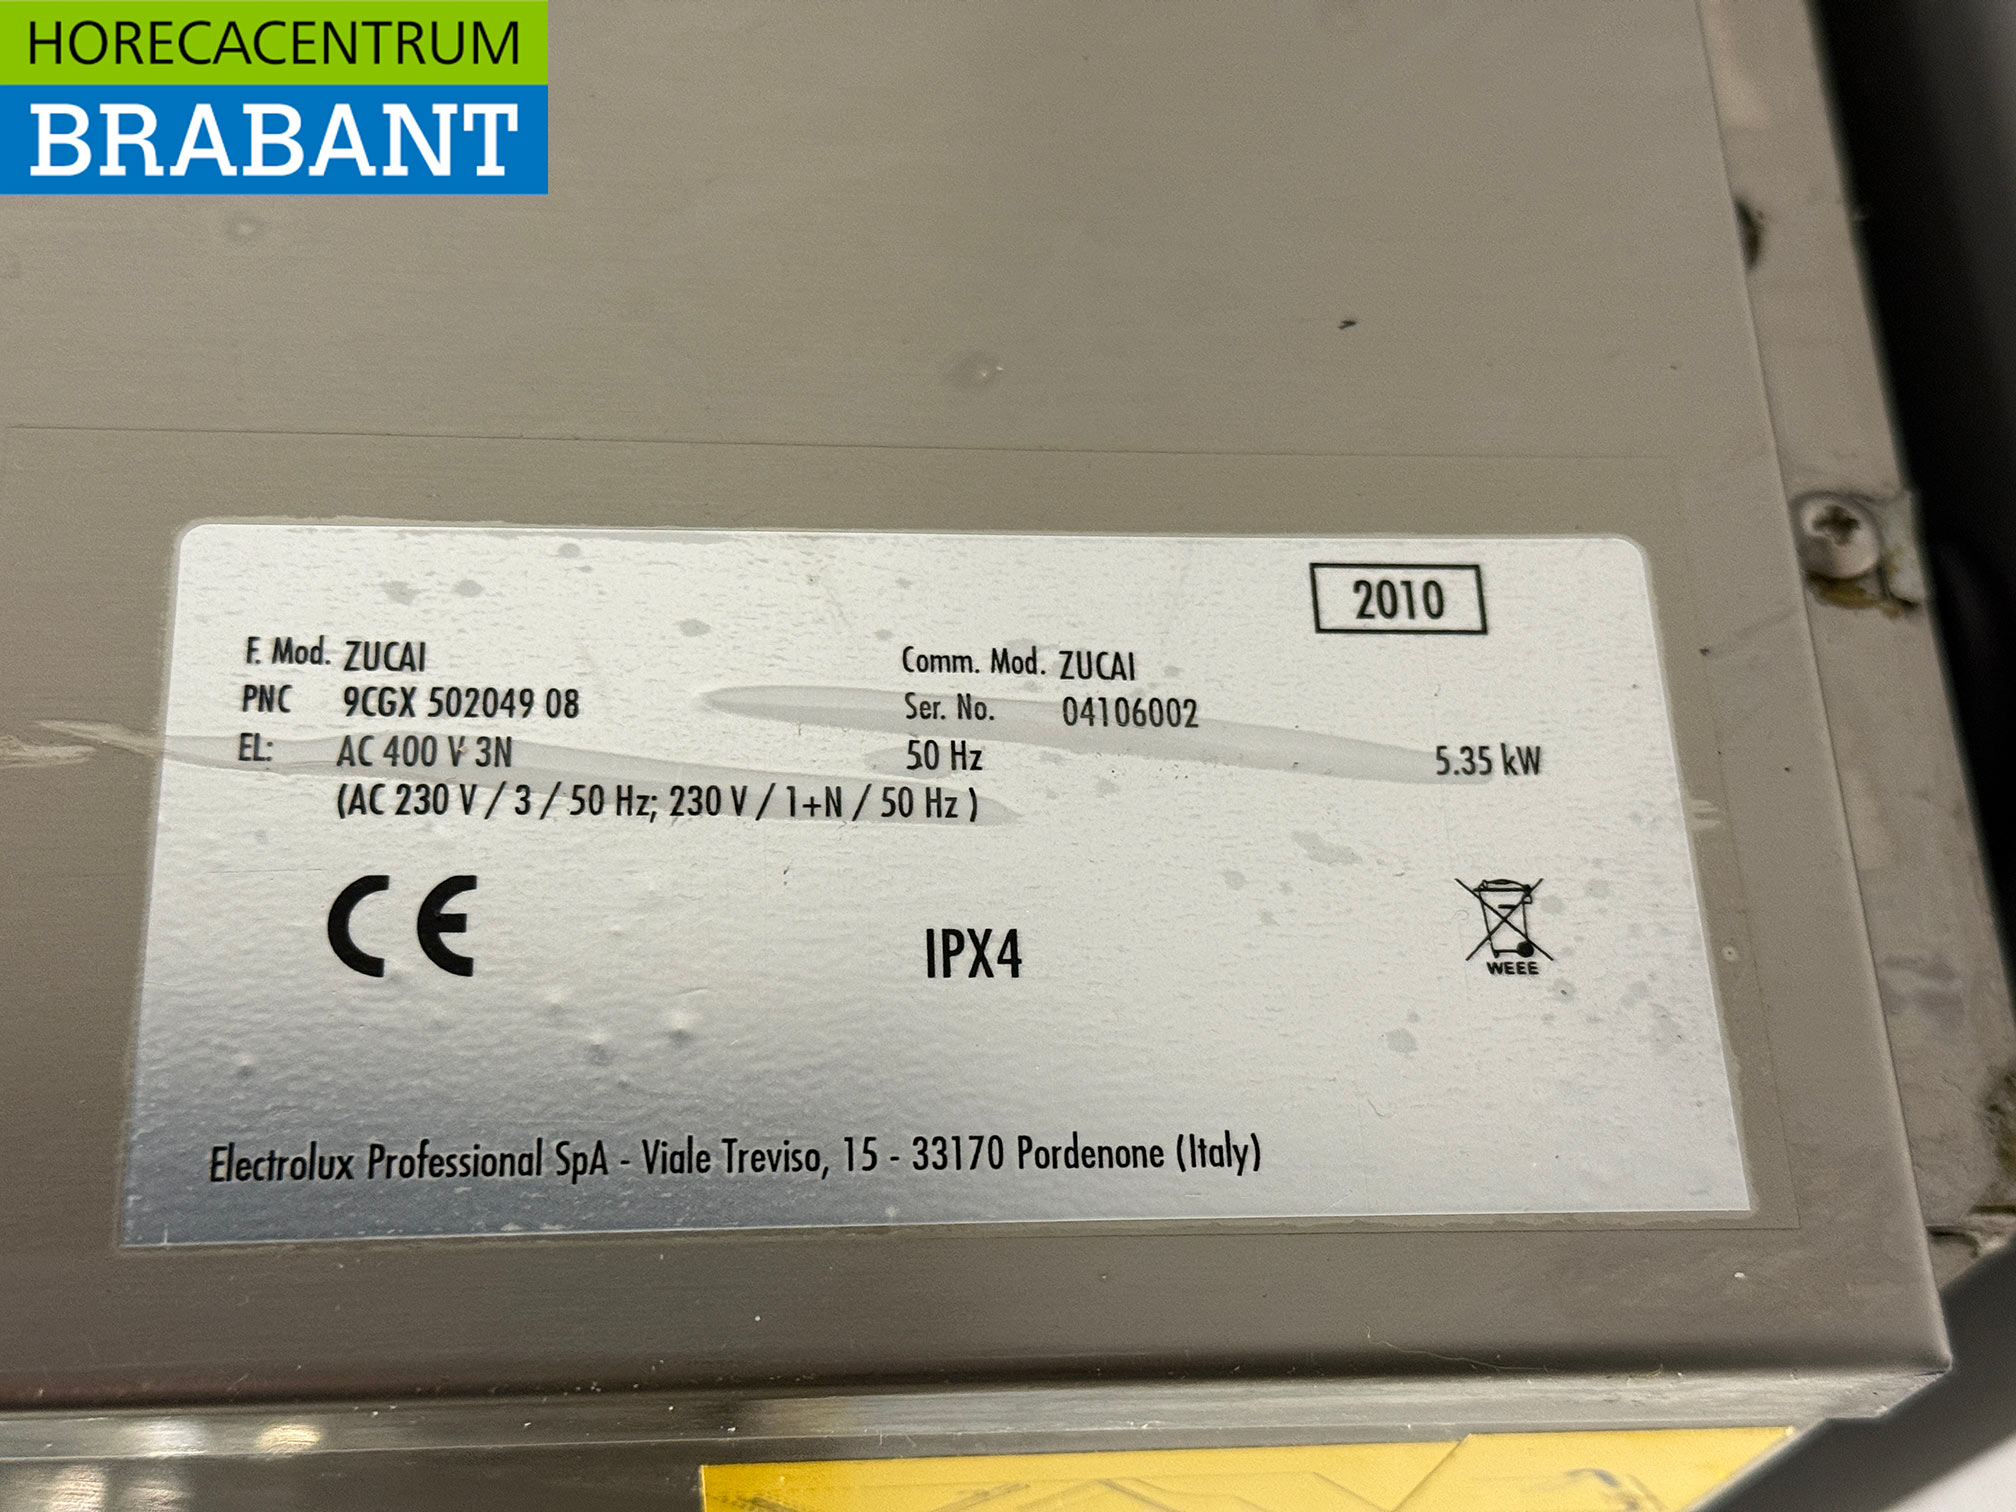 HORECACENTRUM
BRABANT
2010
F. Mod. ZUCAI Comm. Mod. ZUCAI
PNC 9CGX 502049 08 Ser. No. 04106002
EL: AC 400 V 3N 50 Hz 5.35 kW
(AC 230 V / 3 / 50 Hz; 230 V / 1+N / 50 Hz )
CE IPX4
WEEE
Electrolux Professional SpA - Viale Treviso, 15 - 33170 Pordenone (Italy)